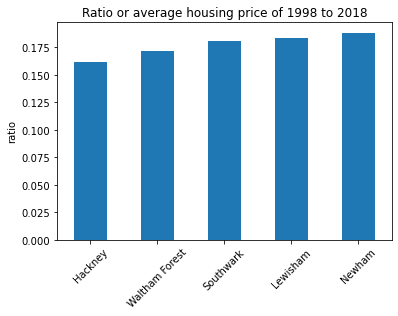 Ratio or average housing price of 1998 to 2018
0.175
0.150
0.125
0.100
0.075
0.050
0.025
0.000
ratio
Hackney
Waltham Forest
Southwark
Lewisham
Newham